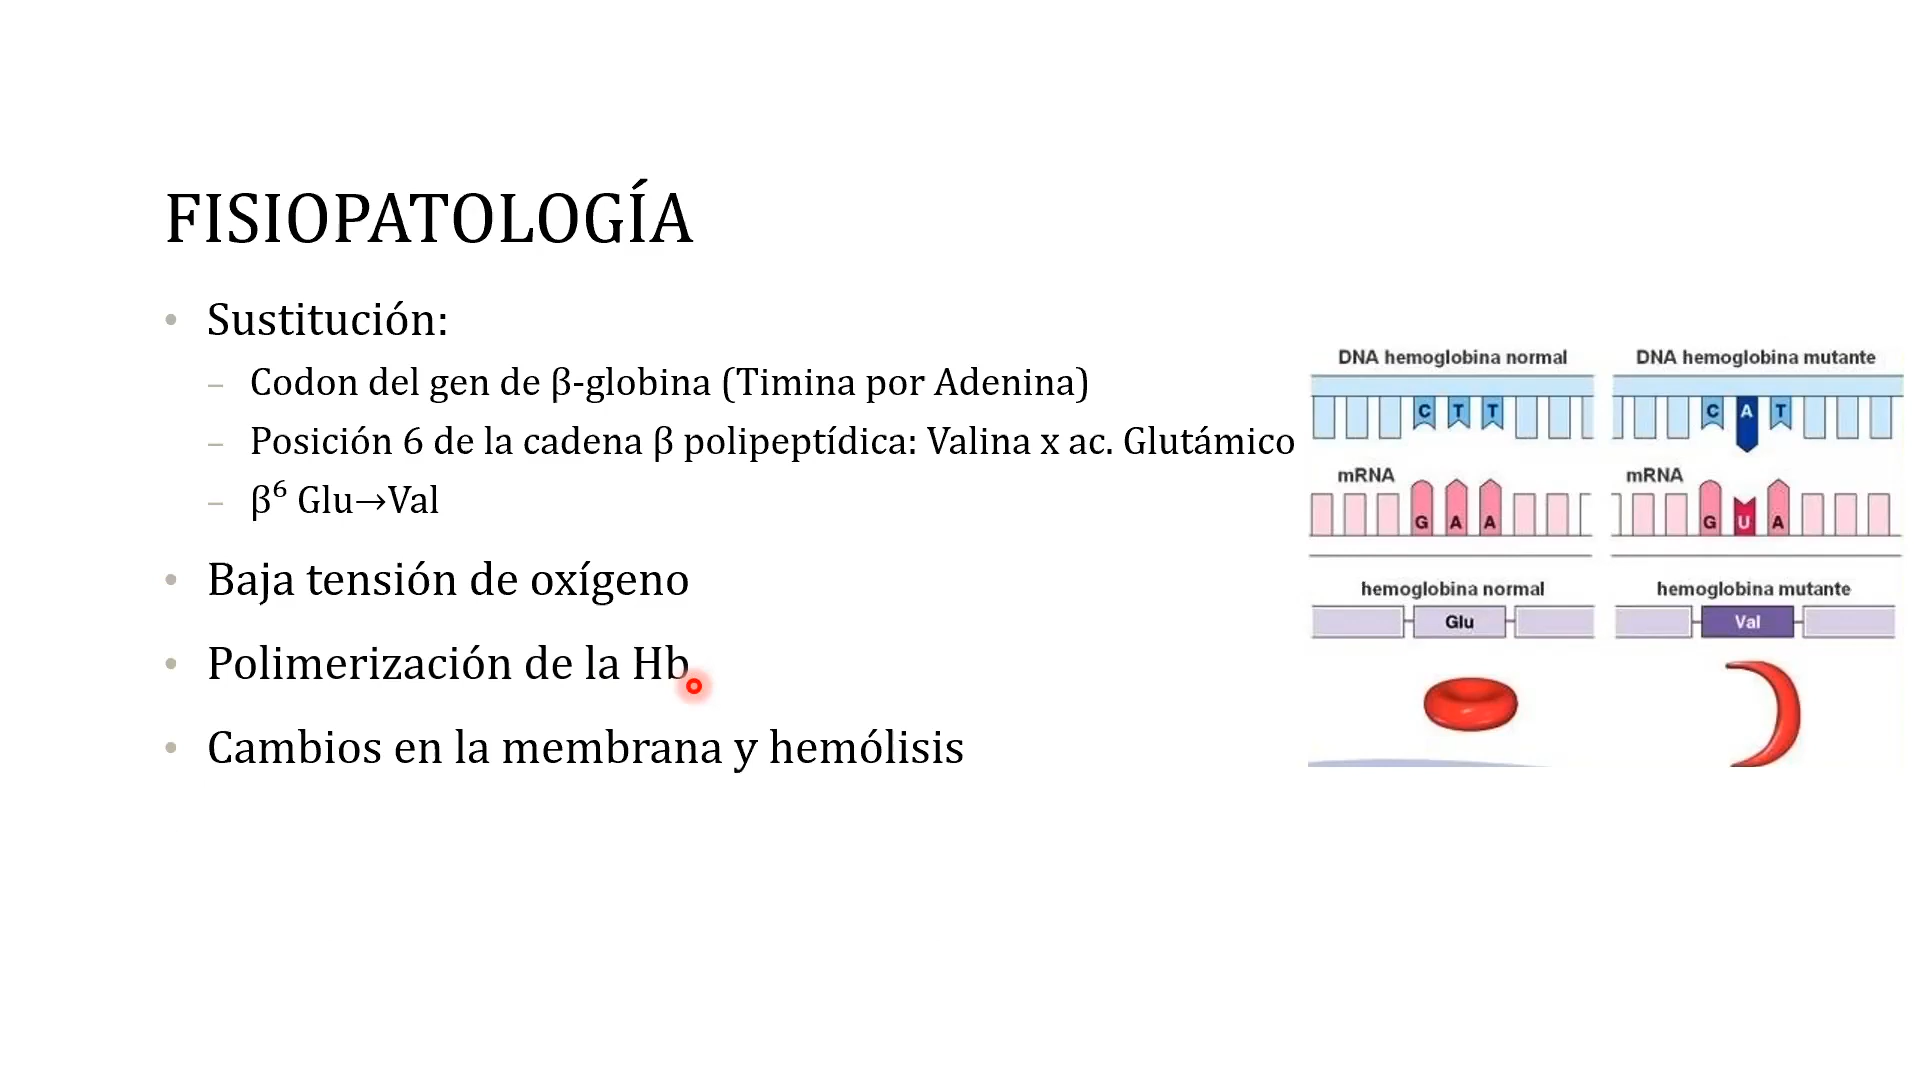 FISIOPATOLOGÍA
• Sustitución:
– Codon del gen de β-globina (Timina por Adenina)
– Posición 6 de la cadena β polipeptídica: Valina x ac. Glutámico
– β⁶ Glu→Val
• Baja tensión de oxígeno
• Polimerización de la Hb
• Cambios en la membrana y hemólisis
DNA hemoglobina normal
C T T
mRNA
G A A
hemoglobina normal
Glu
DNA hemoglobina mutante
C A T
mRNA
G U A
hemoglobina mutante
Val